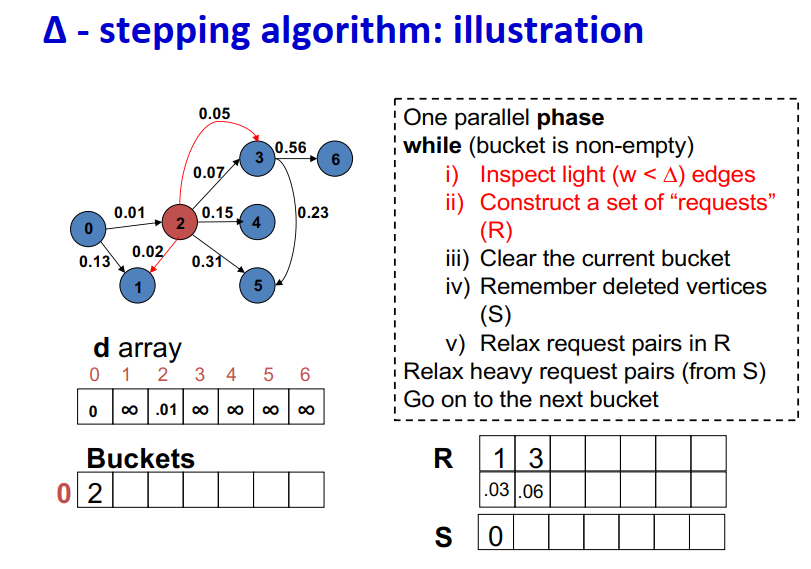 Δ - stepping algorithm: illustration
0.05
3
0.56
6
0.07
0.01
2
0.15
4
0.23
0
0.13
0.02
0.31
1
5
d array
0 1 2 3 4 5 6
0 ∞ .01 ∞ ∞ ∞ ∞
Buckets
0 2
One parallel phase
while (bucket is non-empty)
i) Inspect light (w < Δ) edges
ii) Construct a set of “requests”
(R)
iii) Clear the current bucket
iv) Remember deleted vertices
(S)
v) Relax request pairs in R
Relax heavy request pairs (from S)
Go on to the next bucket
R 1 3
.03 .06
S 0